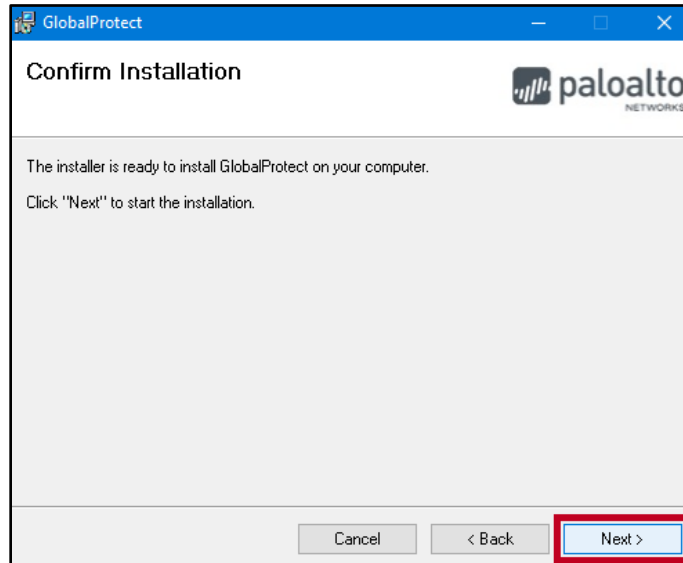 GlobalProtect
Confirm Installation
paloalto
NETWORKS
The installer is ready to install GlobalProtect on your computer.
Click "Next" to start the installation.
Cancel
< Back
Next >